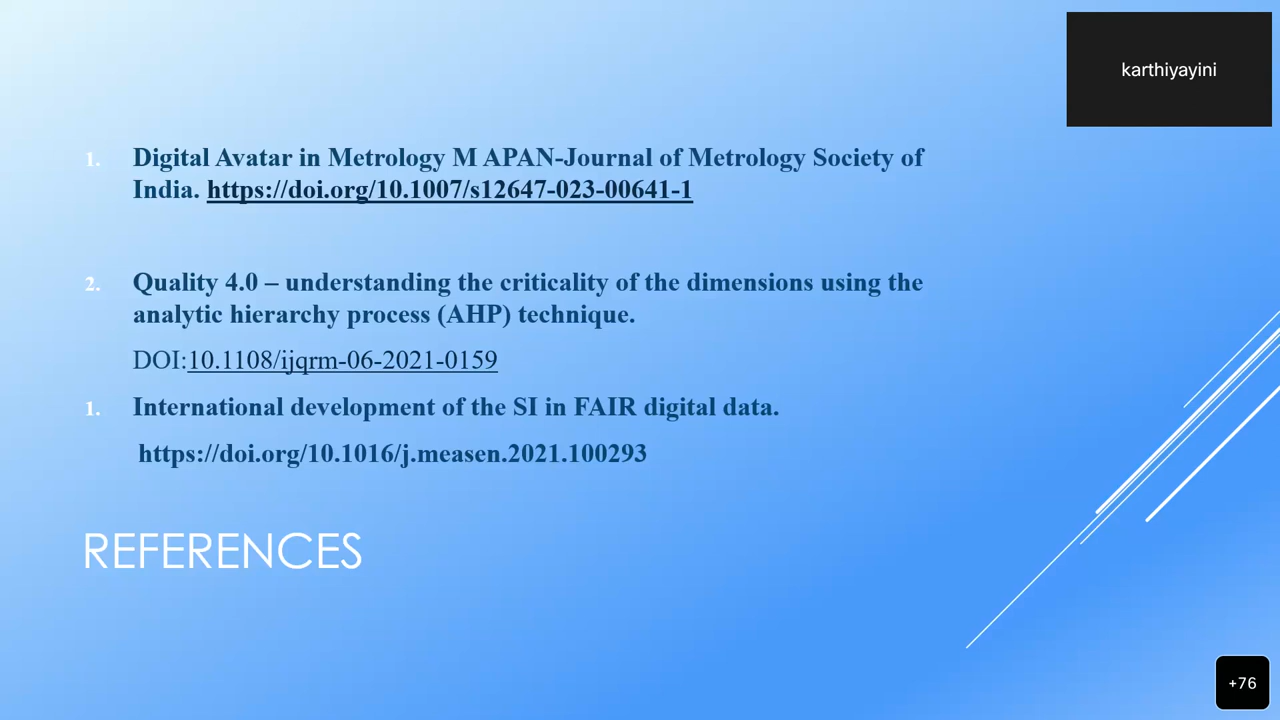 karthiyayini
1. Digital Avatar in Metrology M APAN-Journal of Metrology Society of
India. https://doi.org/10.1007/s12647-023-00641-1
2. Quality 4.0 – understanding the criticality of the dimensions using the
analytic hierarchy process (AHP) technique.
DOI:10.1108/ijqrm-06-2021-0159
1. International development of the SI in FAIR digital data.
https://doi.org/10.1016/j.measen.2021.100293
REFERENCES
+76